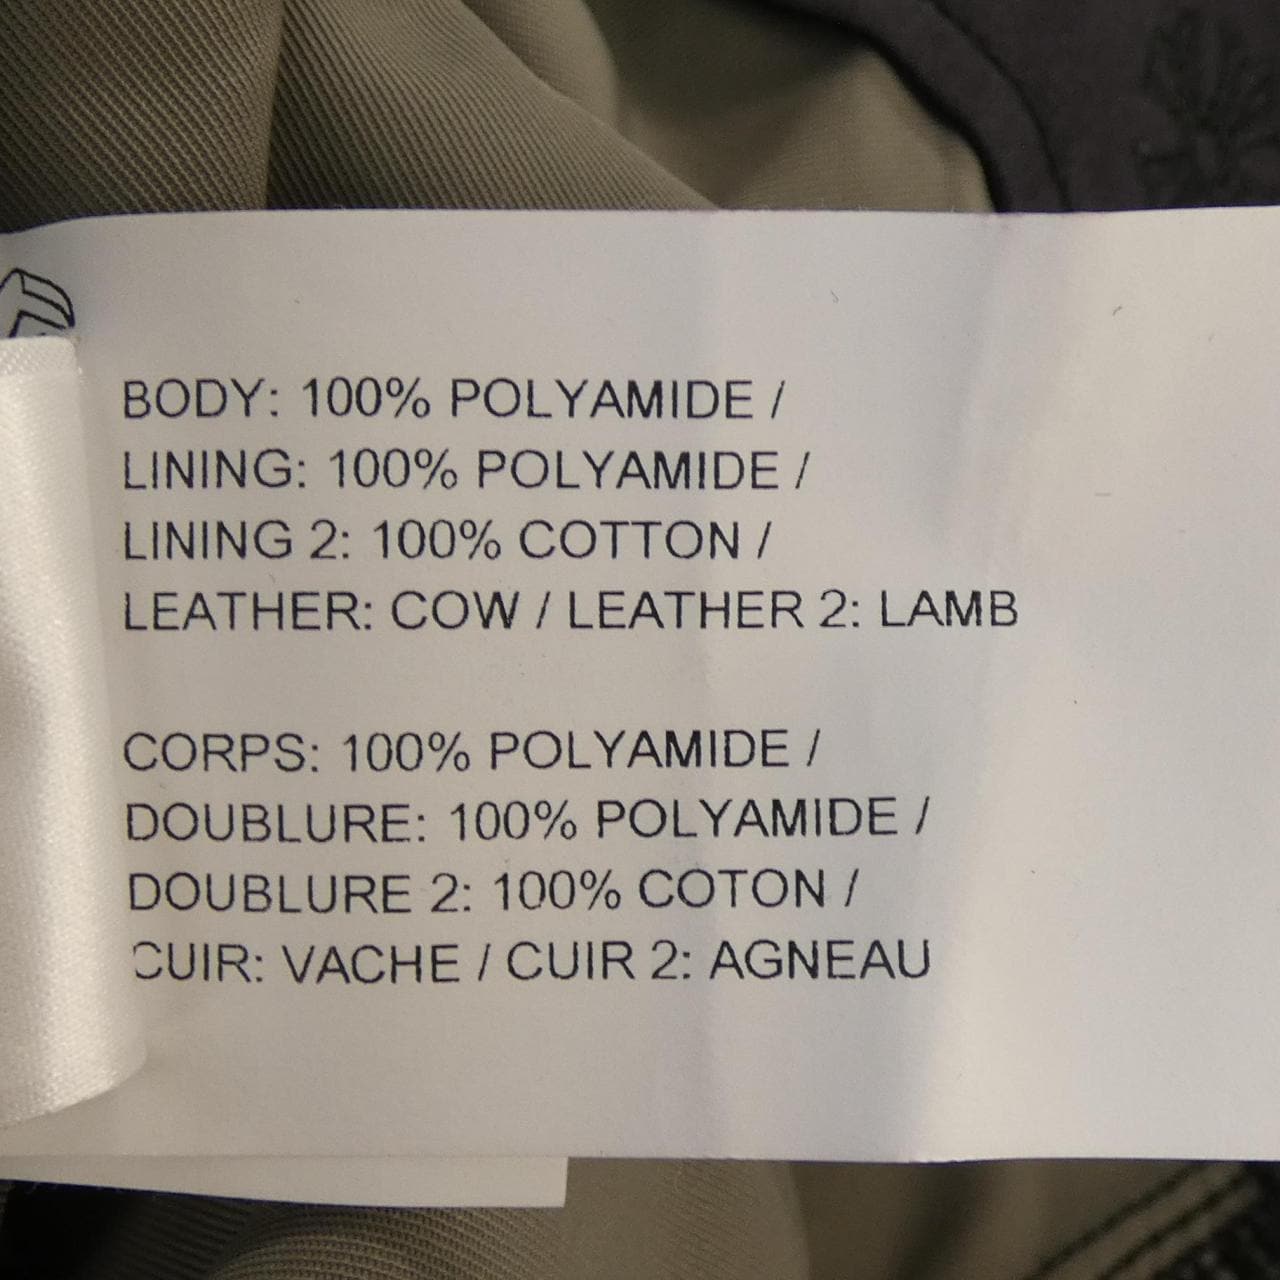 BODY: 100% POLYAMIDE /
LINING: 100% POLYAMIDE /
LINING 2: 100% COTTON /
LEATHER: COW / LEATHER 2: LAMB
CORPS: 100% POLYAMIDE /
DOUBLURE: 100% POLYAMIDE /
DOUBLURE 2: 100% COTON /
CUIR: VACHE / CUIR 2: AGNEAU